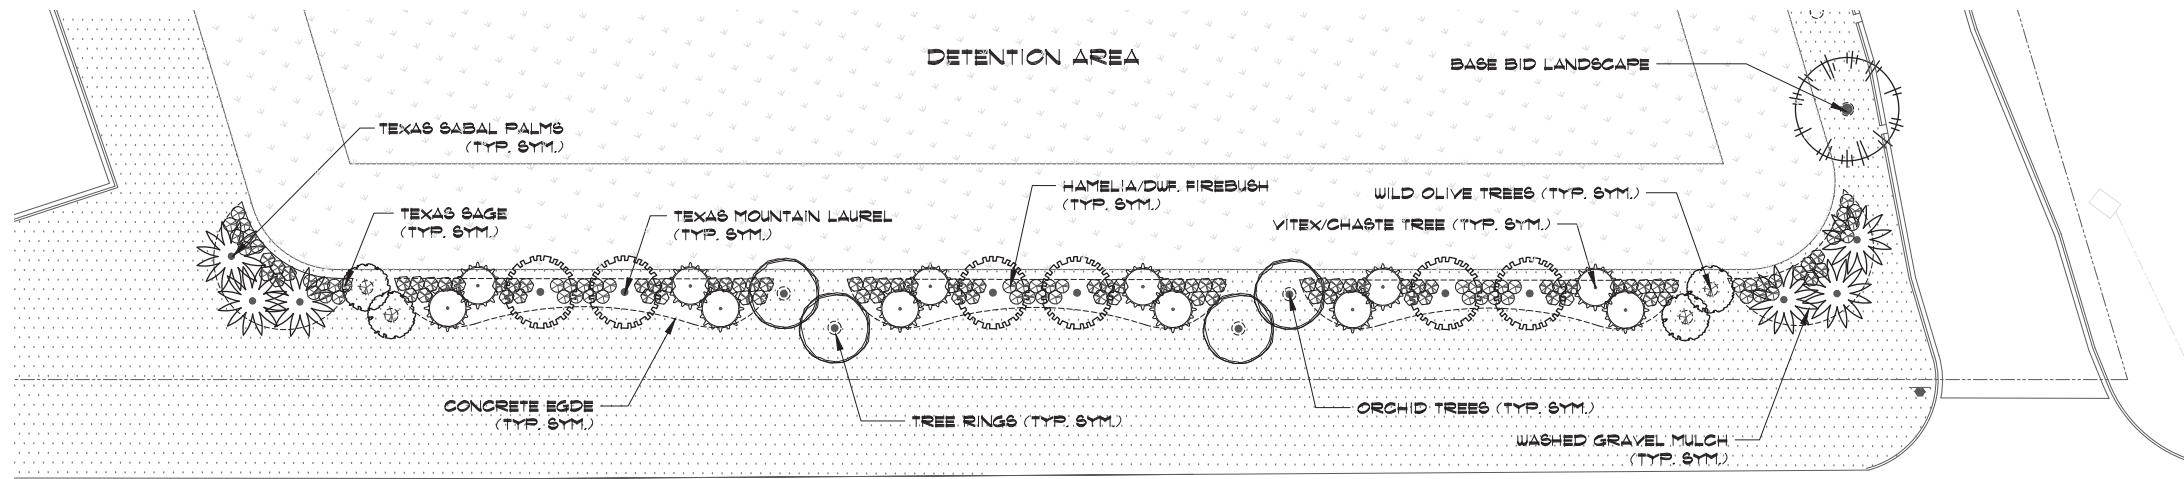 DETENTION AREA
BASE BID LANDSCAPE
TEXAS SABAL PALMS
(TYP. SYM.)
TEXAS SAGE
(TYP. SYM.)
TEXAS MOUNTAIN LAUREL
(TYP. SYM.)
HAMELIA/DWF. FIREBUSH
(TYP. SYM.)
WILD OLIVE TREES (TYP. SYM.)
VITEX/CHASTE TREE (TYP. SYM.)
CONCRETE EGDE
(TYP. SYM.)
TREE RINGS (TYP. SYM.)
ORCHID TREES (TYP. SYM.)
WASHED GRAVEL MULCH
(TYP. SYM.)